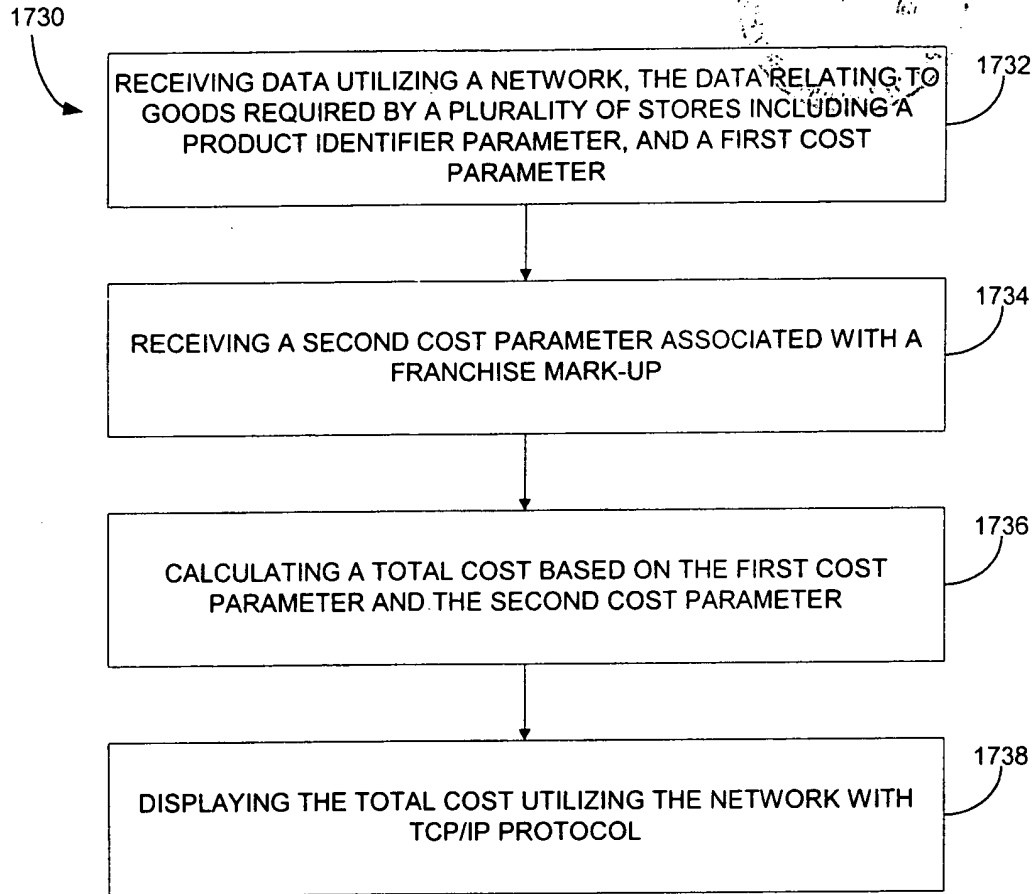 1730
RECEIVING DATA UTILIZING A NETWORK, THE DATA RELATING TO
GOODS REQUIRED BY A PLURALITY OF STORES INCLUDING A
PRODUCT IDENTIFIER PARAMETER, AND A FIRST COST
PARAMETER
1732
RECEIVING A SECOND COST PARAMETER ASSOCIATED WITH A
FRANCHISE MARK-UP
1734
CALCULATING A TOTAL COST BASED ON THE FIRST COST
PARAMETER AND THE SECOND COST PARAMETER
1736
DISPLAYING THE TOTAL COST UTILIZING THE NETWORK WITH
TCP/IP PROTOCOL
1738